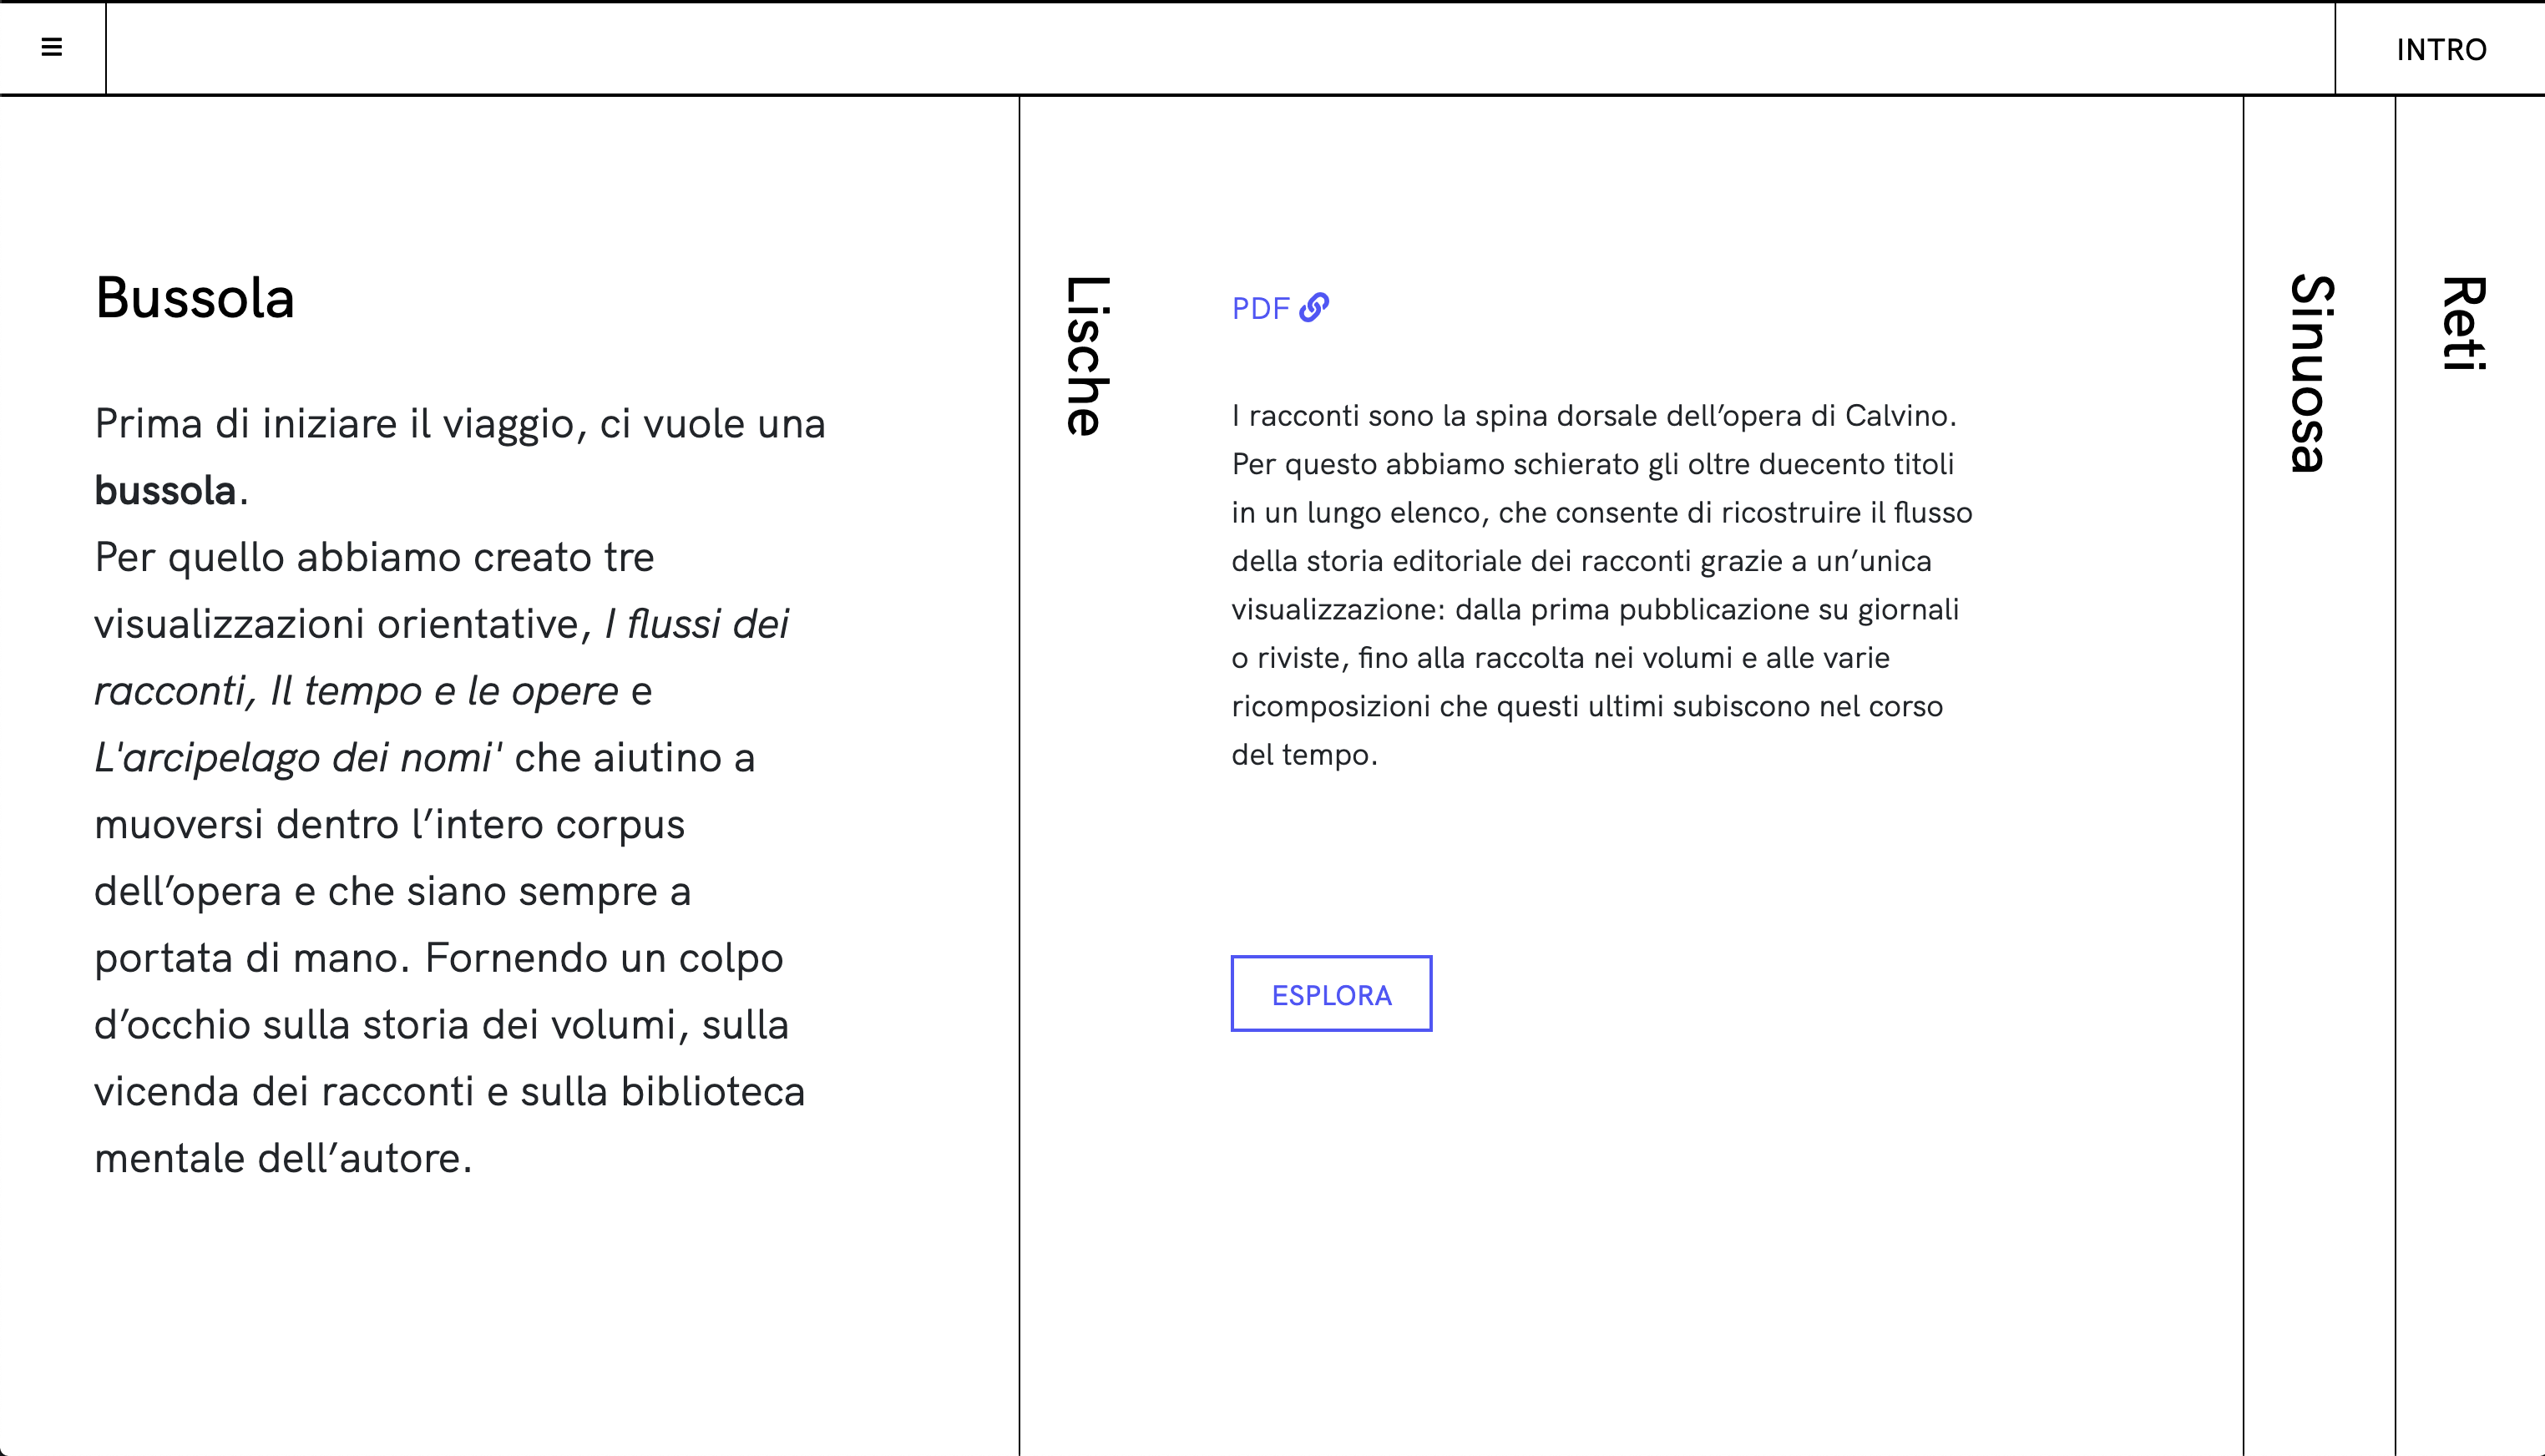 INTRO
Bussola
Prima di iniziare il viaggio, ci vuole una
bussola.
Per quello abbiamo creato tre
visualizzazioni orientative, I flussi dei
racconti, Il tempo e le opere e
L'arcipelago dei nomi' che aiutino a
muoversi dentro l’intero corpus
dell’opera e che siano sempre a
portata di mano. Fornendo un colpo
d’occhio sulla storia dei volumi, sulla
vicenda dei racconti e sulla biblioteca
mentale dell’autore.
Lische
PDF
I racconti sono la spina dorsale dell’opera di Calvino.
Per questo abbiamo schierato gli oltre duecento titoli
in un lungo elenco, che consente di ricostruire il flusso
della storia editoriale dei racconti grazie a un’unica
visualizzazione: dalla prima pubblicazione su giornali
o riviste, fino alla raccolta nei volumi e alle varie
ricomposizioni che questi ultimi subiscono nel corso
del tempo.
ESPLORA
Sinuosa
Reti